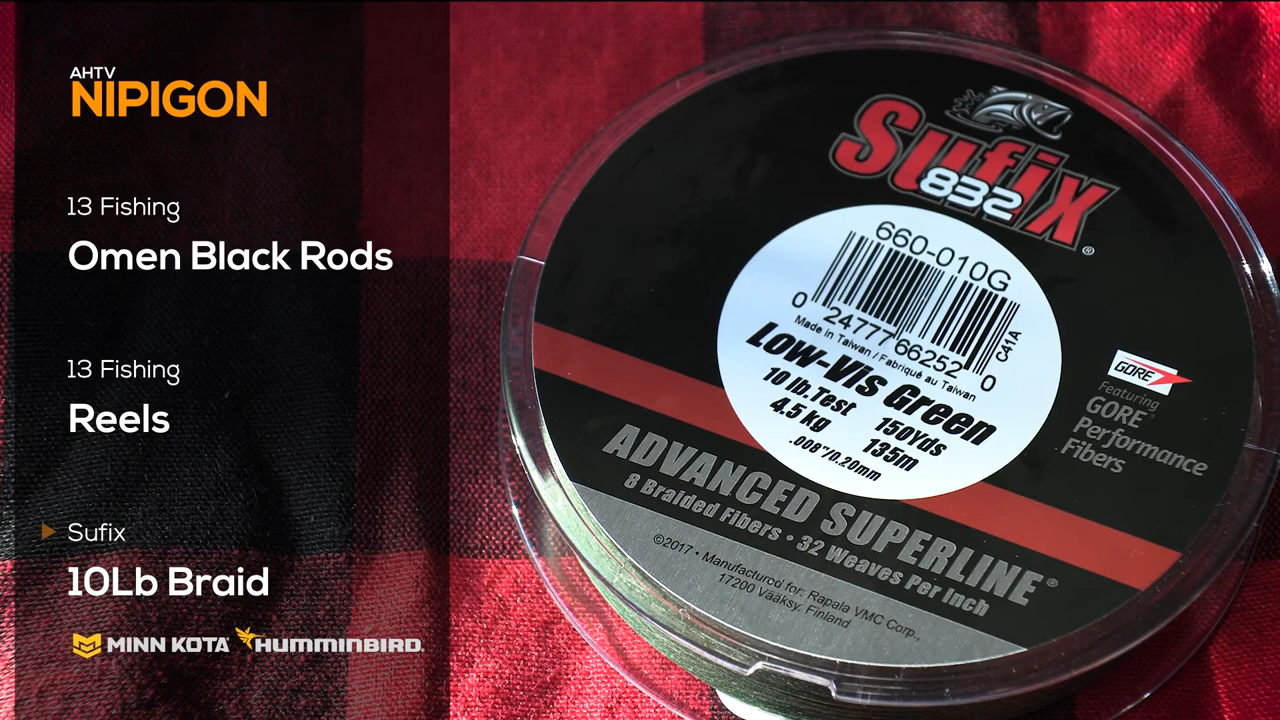 AHTV
NIPIGON
13 Fishing
Omen Black Rods
13 Fishing
Reels
Sufix
10Lb Braid
MINN KOTA HUMMINBIRD
Sufix
832
®
660-010G
0 24777 66252 0
C41A
Made in Taiwan / Fabriqué au Taiwan
Low-Vis Green
10 lb.Test 150Yds
4.5 kg 135m
.008"/0.20mm
GORE
Featuring
GORE
Performance
Fibers
ADVANCED SUPERLINE®
8 Braided Fibers • 32 Weaves Per Inch
©2017 • Manufactured for: Rapala VMC Corp.,
17200 Vääksy, Finland